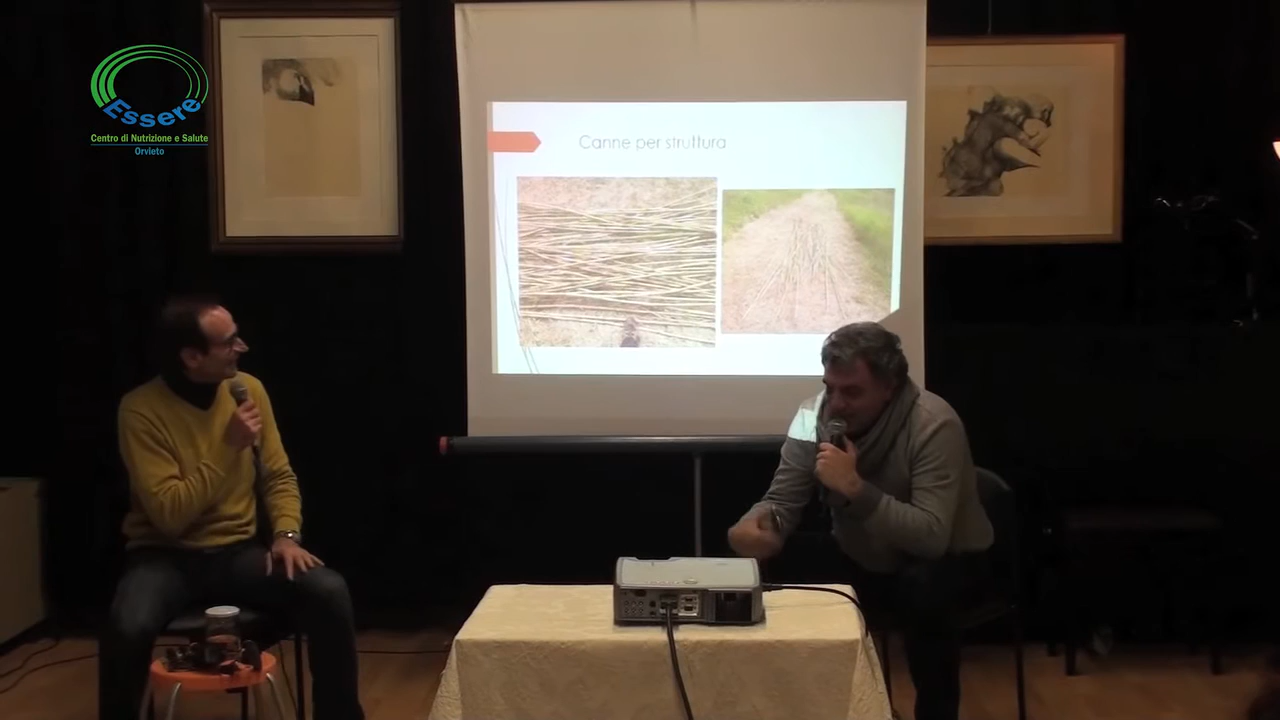 Essere
Centro di Nutrizione e Salute
Orvieto
Canne per struttura